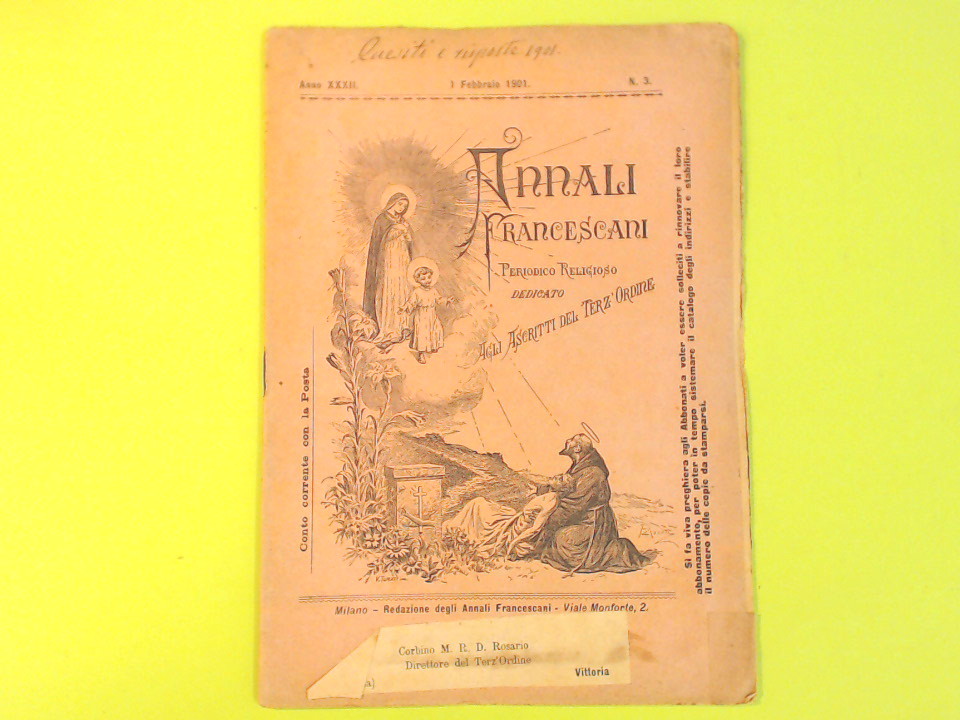 Quesiti e risposte 1901.
Anno XXXII.
1 Febbraio 1901.
N. 3.
Annali
Francescani
Periodico Religioso
dedicato
agli Ascritti del Terz'Ordine
Conto corrente con la Posta
Si fa viva preghiera agli Abbonati a voler essere solleciti a rinnovare il loro
abbonamento, per poter in tempo sistemare il catalogo degli indirizzi e stabilire
il numero delle copie da stamparsi.
Milano - Redazione degli Annali Francescani - Viale Monforte, 2.
Corbino M. R. D. Rosario
Direttore del Terz'Ordine
a)
Vittoria